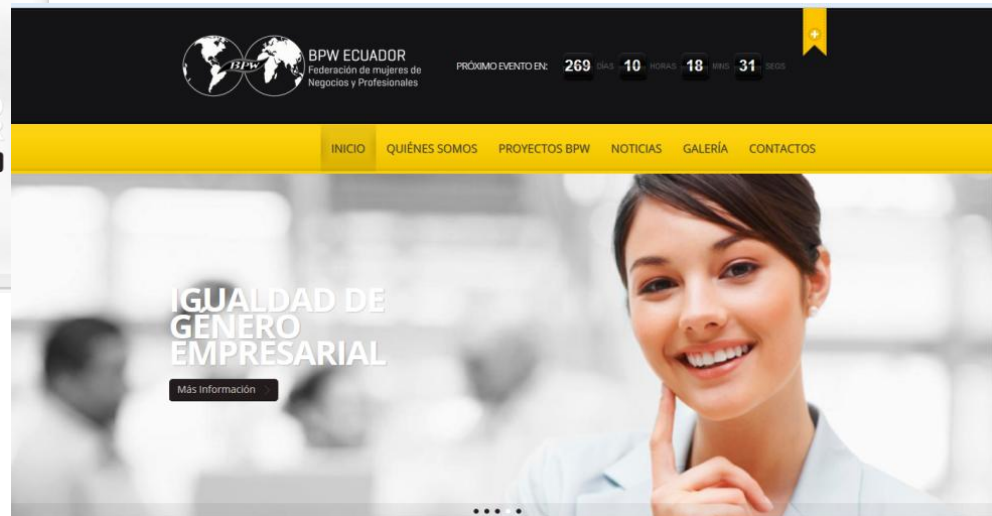 BPW
BPW ECUADOR
Federación de mujeres de
Negocios y Profesionales
PRÓXIMO EVENTO EN: 269 DÍAS 10 HORAS 18 MNS 31 SEGS
INICIO QUIÉNES SOMOS PROYECTOS BPW NOTICIAS GALERÍA CONTACTOS
IGUALDAD DE
GÉNERO
EMPRESARIAL
Más Información